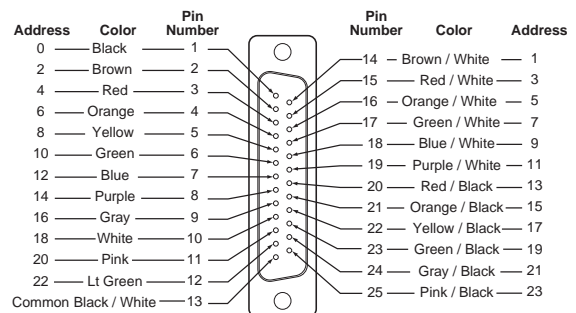 Address Color Pin Number
0 Black 1
2 Brown 2
4 Red 3
6 Orange 4
8 Yellow 5
10 Green 6
12 Blue 7
14 Purple 8
16 Gray 9
18 White 10
20 Pink 11
22 Lt Green 12
Common Black / White 13
Pin Number Color Address
14 Brown / White 1
15 Red / White 3
16 Orange / White 5
17 Green / White 7
18 Blue / White 9
19 Purple / White 11
20 Red / Black 13
21 Orange / Black 15
22 Yellow / Black 17
23 Green / Black 19
24 Gray / Black 21
25 Pink / Black 23